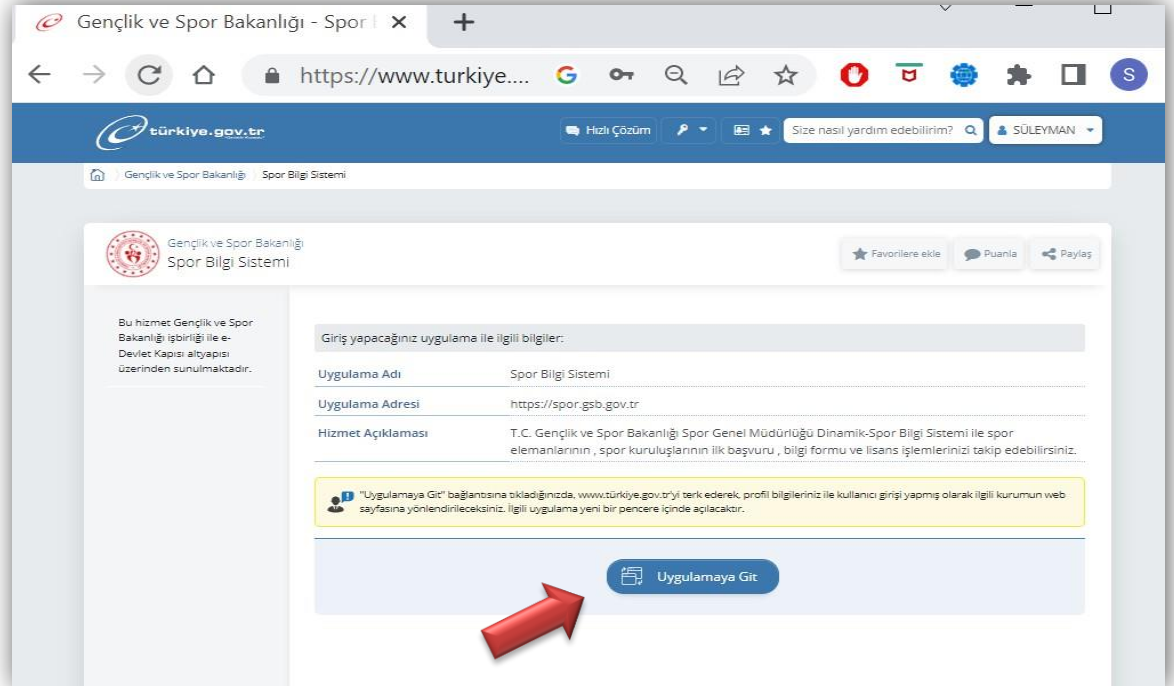 Gençlik ve Spor Bakanlığı - Spor
https://www.turkiye....
S
türkiye.gov.tr
Hızlı Çözüm
Size nasıl yardım edebilirim?
SÜLEYMAN
Gençlik ve Spor Bakanlığı
Spor Bilgi Sistemi
Gençlik ve Spor Bakanlığı
Spor Bilgi Sistemi
Favorilere ekle
Puanla
Paylaş
Bu hizmet Gençlik ve Spor
Bakanlığı işbirliği ile e-
Devlet Kapısı altyapısı
üzerinden sunulmaktadır.
Giriş yapacağınız uygulama ile ilgili bilgiler:
Uygulama Adı Spor Bilgi Sistemi
Uygulama Adresi https://spor.gsb.gov.tr
Hizmet Açıklaması T.C. Gençlik ve Spor Bakanlığı Spor Genel Müdürlüğü Dinamik-Spor Bilgi Sistemi ile spor
elemanlarının , spor kuruluşlarının ilk başvuru , bilgi formu ve lisans işlemlerinizi takip edebilirsiniz.
"Uygulamaya Git" bağlantısına tıkladığınızda, www.türkiye.gov.tr'yi terk ederek, profil bilgileriniz ile kullanıcı girişi yapmış olarak ilgili kurumun web
sayfasına yönlendirileceksiniz. İlgili uygulama yeni bir pencere içinde açılacaktır.
Uygulamaya Git